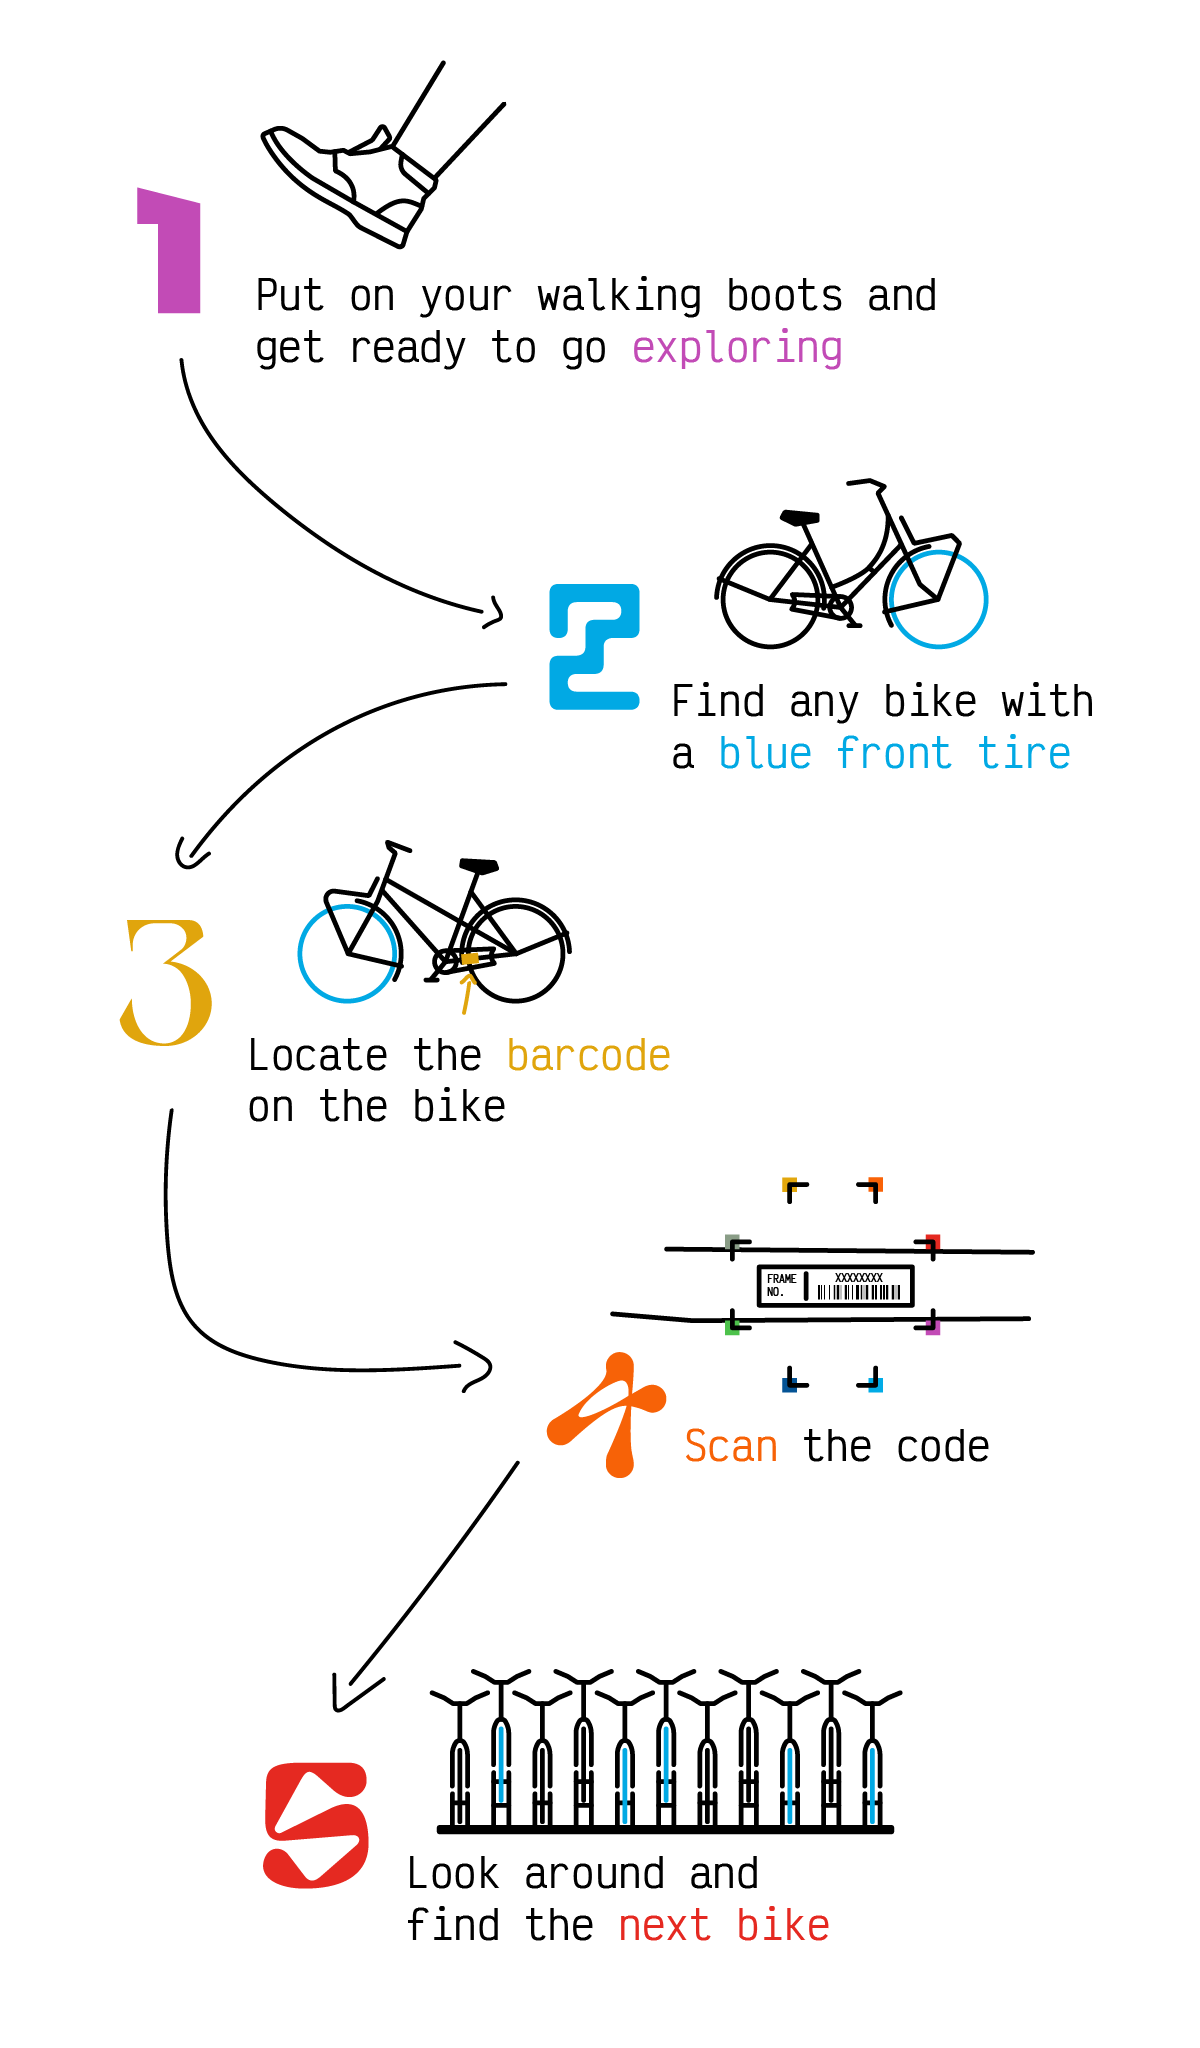 1
Put on your walking boots and
get ready to go exploring
2
Find any bike with
a blue front tire
3
Locate the barcode
on the bike
FRAME
NO.
XXXXXXXX
4
Scan the code
5
Look around and
find the next bike